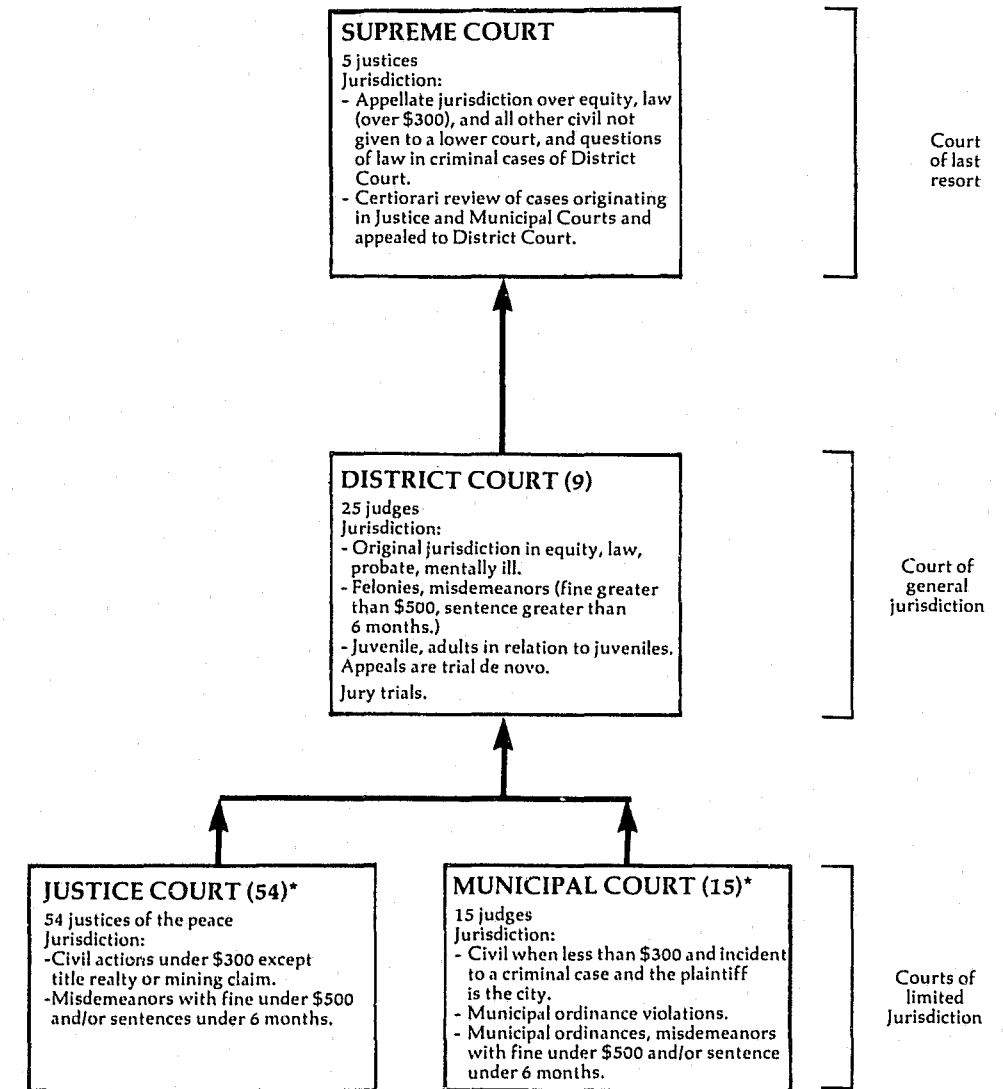 SUPREME COURT
5 justices
Jurisdiction:
- Appellate jurisdiction over equity, law
(over $300), and all other civil not
given to a lower court, and questions
of law in criminal cases of District
Court.
- Certiorari review of cases originating
in Justice and Municipal Courts and
appealed to District Court.
Court
of last
resort
DISTRICT COURT (9)
25 judges
Jurisdiction:
- Original jurisdiction in equity, law,
probate, mentally ill.
- Felonies, misdemeanors (fine greater
than $500, sentence greater than
6 months.)
- Juvenile, adults in relation to juveniles.
Appeals are trial de novo.
Jury trials.
Court of
general
jurisdiction
JUSTICE COURT (54)*
54 justices of the peace
Jurisdiction:
-Civil actions under $300 except
title realty or mining claim.
-Misdemeanors with fine under $500
and/or sentences under 6 months.
MUNICIPAL COURT (15)*
15 judges
Jurisdiction:
- Civil when less than $300 and incident
to a criminal case and the plaintiff
is the city.
- Municipal ordinance violations.
- Municipal ordinances, misdemeanors
with fine under $500 and/or sentence
under 6 months.
Courts of
limited
Jurisdiction